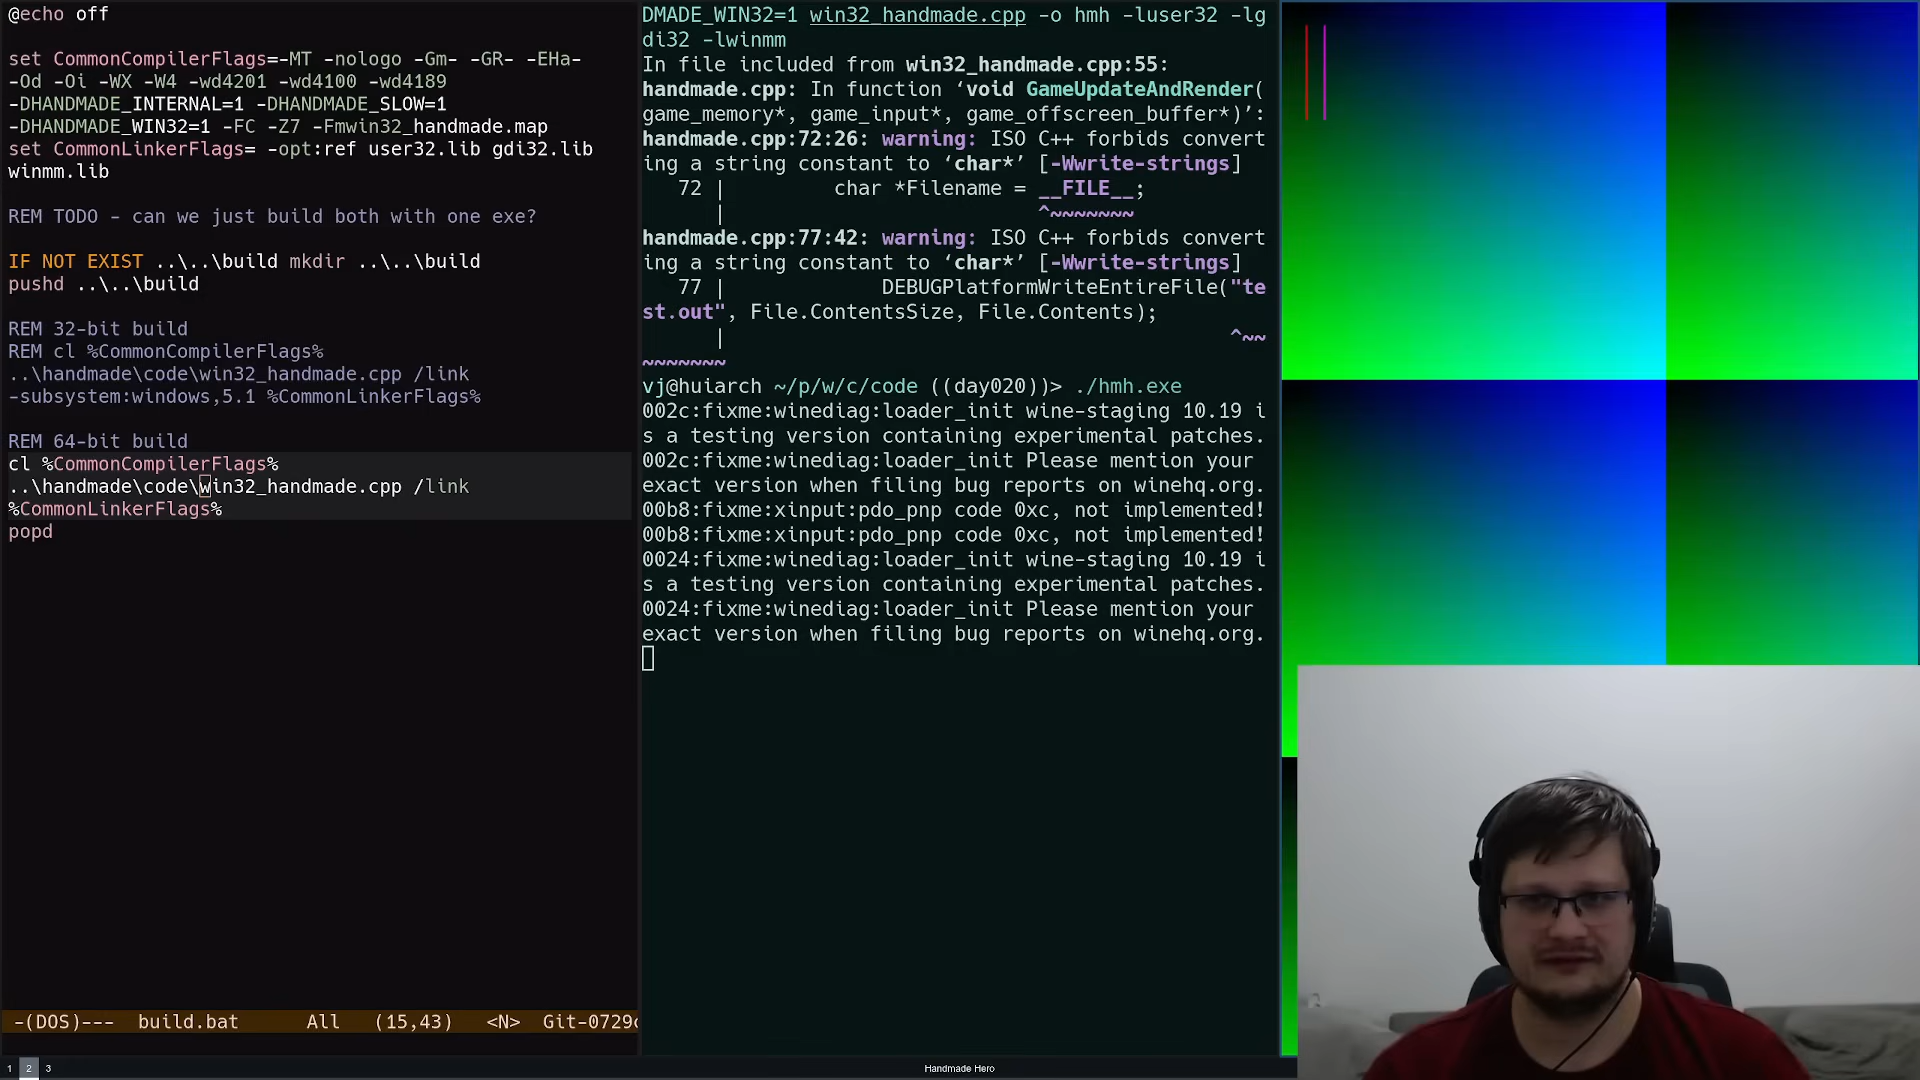 @echo off
set CommonCompilerFlags=-MT -nologo -Gm- -GR- -EHa-
-Od -Oi -WX -W4 -wd4201 -wd4100 -wd4189
-DHANDMADE_INTERNAL=1 -DHANDMADE_SLOW=1
-DHANDMADE_WIN32=1 -FC -Z7 -Fmwin32_handmade.map
set CommonLinkerFlags= -opt:ref user32.lib gdi32.lib
winmm.lib
REM TODO - can we just build both with one exe?
IF NOT EXIST ..\..\build mkdir ..\..\build
pushd ..\..\build
REM 32-bit build
REM cl %CommonCompilerFlags%
..\handmade\code\win32_handmade.cpp /link
-subsystem:windows,5.1 %CommonLinkerFlags%
REM 64-bit build
cl %CommonCompilerFlags%
..\handmade\code\win32_handmade.cpp /link
%CommonLinkerFlags%
popd
-(DOS)--- build.bat All (15,43) <N> Git-0729c
DMADE_WIN32=1 win32_handmade.cpp -o hmh -luser32 -lg
di32 -lwinmm
In file included from win32_handmade.cpp:55:
handmade.cpp: In function ‘void GameUpdateAndRender(
game_memory*, game_input*, game_offscreen_buffer*)’:
handmade.cpp:72:26: warning: ISO C++ forbids convert
ing a string constant to ‘char*’ [-Wwrite-strings]
72 | char *Filename = __FILE__;
| ^~~~~~~~
handmade.cpp:77:42: warning: ISO C++ forbids convert
ing a string constant to ‘char*’ [-Wwrite-strings]
77 | DEBUGPlatformWriteEntireFile("te
st.out", File.ContentsSize, File.Contents);
| ^~~
~~~~~~~
vj@huiarch ~/p/w/c/code ((day020))> ./hmh.exe
002c:fixme:winediag:loader_init wine-staging 10.19 i
s a testing version containing experimental patches.
002c:fixme:winediag:loader_init Please mention your
exact version when filing bug reports on winehq.org.
00b8:fixme:xinput:pdo_pnp code 0xc, not implemented!
00b8:fixme:xinput:pdo_pnp code 0xc, not implemented!
0024:fixme:winediag:loader_init wine-staging 10.19 i
s a testing version containing experimental patches.
0024:fixme:winediag:loader_init Please mention your
exact version when filing bug reports on winehq.org.
1 2 3
Handmade Hero